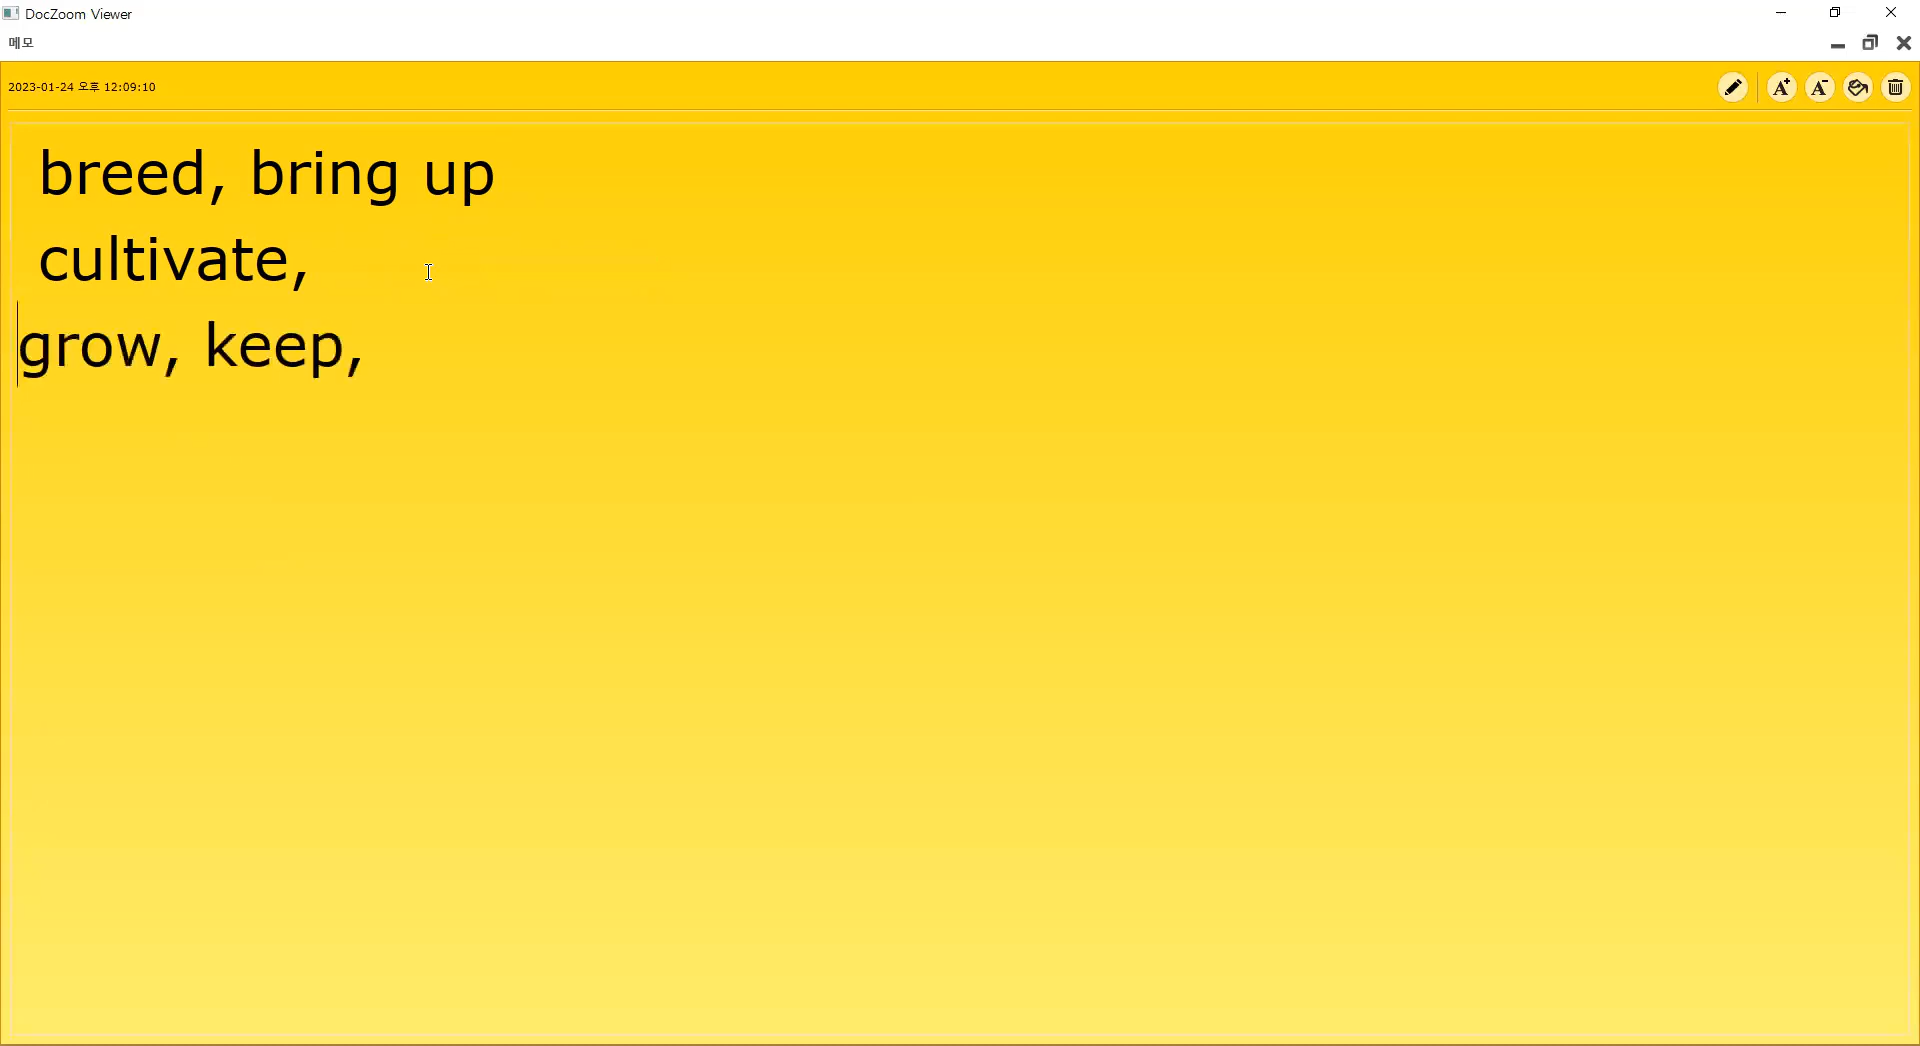 DocZoom Viewer
메모
2023-01-24 오후 12:09:10
breed, bring up
cultivate,
grow, keep,